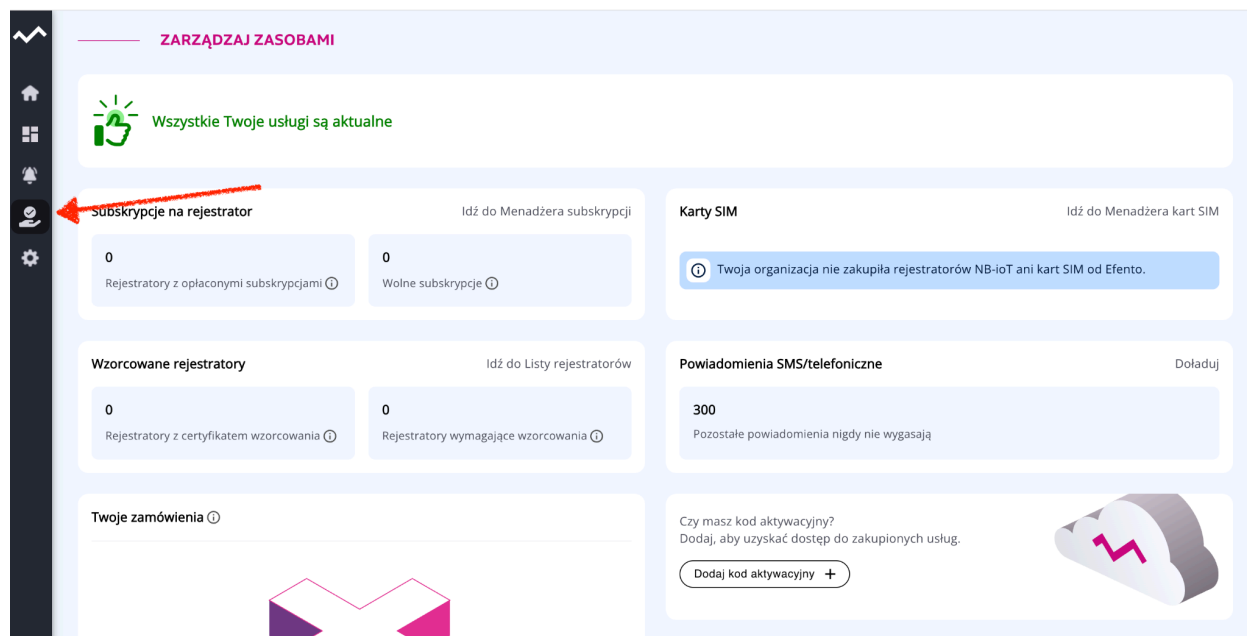 ZARZĄDZAJ ZASOBAMI
Wszystkie Twoje usługi są aktualne
Subskrypcje na rejestrator
Idź do Menadżera subskrypcji
0
Rejestratory z opłaconymi subskrypcjami
0
Wolne subskrypcje
Karty SIM
Idź do Menadżera kart SIM
Twoja organizacja nie zakupiła rejestratorów NB-ioT ani kart SIM od Efento.
Wzorcowane rejestratory
Idź do Listy rejestratorów
0
Rejestratory z certyfikatem wzorcowania
0
Rejestratory wymagające wzorcowania
Powiadomienia SMS/telefoniczne
Doładuj
300
Pozostałe powiadomienia nigdy nie wygasają
Twoje zamówienia
Czy masz kod aktywacyjny?
Dodaj, aby uzyskać dostęp do zakupionych usług.
Dodaj kod aktywacyjny +